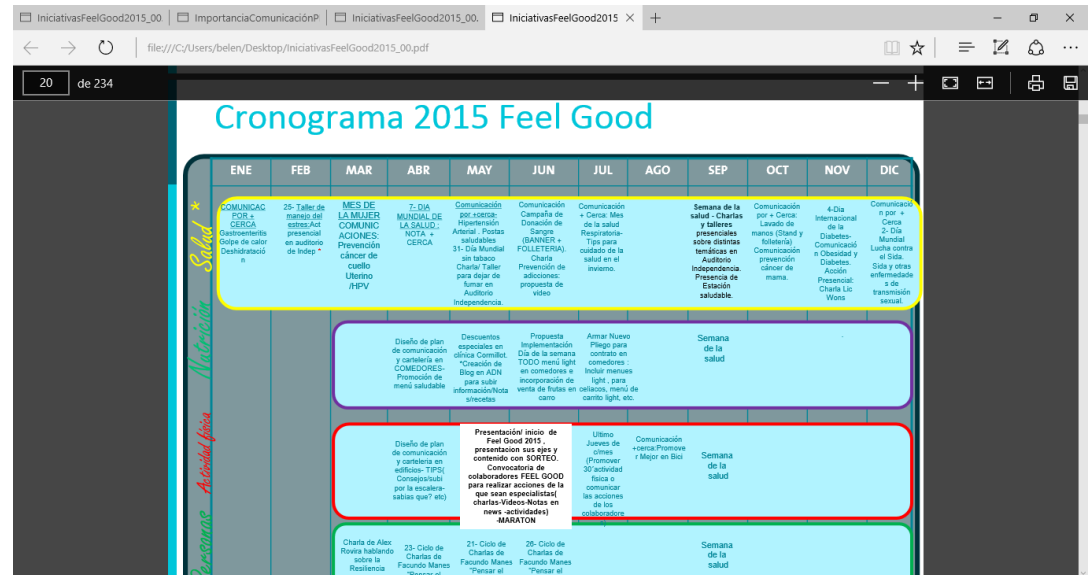 IniciativasFeelGood2015_00.
ImportanciaComunicaciónP
IniciativasFeelGood2015_00.
IniciativasFeelGood2015
file:///C:/Users/belen/Desktop/IniciativasFeelGood2015_00.pdf
20 de 234
Cronograma 2015 Feel Good
ENE FEB MAR ABR MAY JUN JUL AGO SEP OCT NOV DIC
Salud *
COMUNICAC
POR +
CERCA
Gastroenteritis
Golpe de calor
Deshidratació
n
25- Taller de
manejo del
estres:Act
presencial
en auditorio
de Indep *
MES DE
LA MUJER
COMUNIC
ACIONES:
Prevención
cáncer de
cuello
Uterino
/HPV
7- DIA
MUNDIAL DE
LA SALUD :
NOTA +
CERCA
Comunicación
por +cerca-
Hipertensión
Arterial . Postas
saludables
31- Día Mundial
sin tabaco
Charla/ Taller
para dejar de
fumar en
Auditorio
Independencia.
Comunicación
Campaña de
Donación de
Sangre
(BANNER +
FOLLETERIA).
Charla
Prevención de
adicciones:
propuesta de
video
Comunicación
+ Cerca: Mes
de la salud
Respiratoria-
Tips para
cuidado de la
salud en el
invierno.
Semana de la
salud - Charlas
y talleres
presenciales
sobre distintas
temáticas en
Auditorio
Independencia.
Presencia de
Estación
saludable.
Comunicación
por + Cerca:
Lavado de
manos (Stand y
folletería)
Comunicación
prevención
cáncer de
mama.
4-Dia
Internacional
de la
Diabetes-
Comunicació
n Obesidad y
Diabetes.
Acción
Presencial:
Charla Lic
Wons
Comunicació
n por +
Cerca
2- Día
Mundial
Lucha contra
el Sida.
Sida y otras
enfermedade
s de
transmisión
sexual.
Nutrición
Diseño de plan
de comunicación
y cartelería en
COMEDORES-
Promoción de
menú saludable
Descuentos
especiales en
clínica Cormillot.
*Creación de
Blog en ADN
para subir
información/Nota
s/recetas
Propuesta
Implementación
Día de la semana
TODO menú light
en comedores e
incorporación de
venta de frutas en
carro
Armar Nuevo
Pliego para
contrato en
comedores :
Incluir menues
light , para
celiacos, menú de
carrito light, etc.
Semana
de la
salud
Actividad física
Diseño de plan
de comunicación
y carteleria en
edificios- TIPS(
Consejos/subi
por la escalera-
sabias que? etc)
Presentación/ inicio de
Feel Good 2015 ,
presentacion sus ejes y
contenido con SORTEO.
Convocatoria de
colaboradores FEEL GOOD
para realizar acciones de la
que sean especialistas(
charlas-Videos-Notas en
news -actividades)
-MARATON
Ultimo
Jueves de
c/mes
(Promover
30'actividad
física o
comunicar
las acciones
de los
colaboradore
Comunicación
+cerca:Promove
r Mejor en Bici
Semana
de la
salud
Personas
Charla de Alex
Rovira hablando
sobre la
Resiliencia
23- Ciclo de
Charlas de
Facundo Manes
"Pensar el
21- Ciclo de
Charlas de
Facundo Manes
"Pensar el
26- Ciclo de
Charlas de
Facundo Manes
"Pensar el
Semana
de la
salud